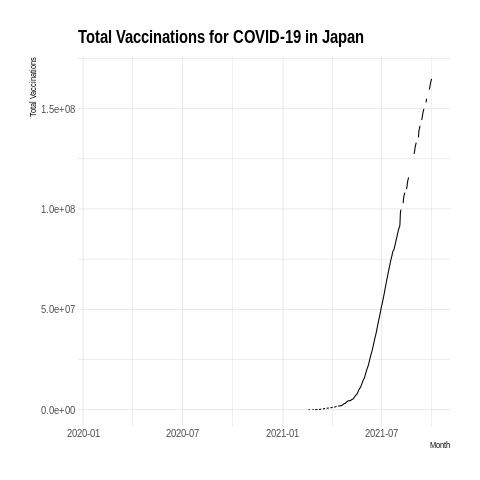 Total Vaccinations for COVID-19 in Japan
Total Vaccinations
1.5e+08
1.0e+08
5.0e+07
0.0e+00
2020-01 2020-07 2021-01 2021-07
Month